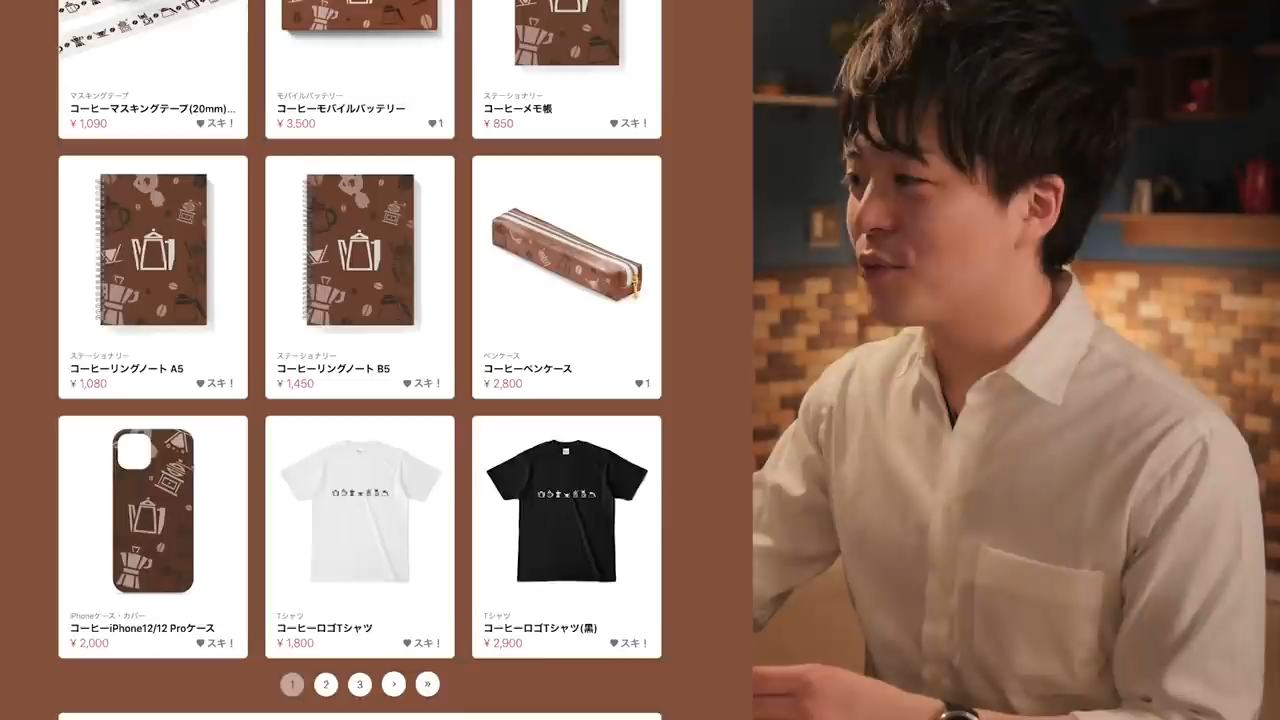 マスキングテープ
コーヒーマスキングテープ(20mm)...
¥ 1,090
♥スキ！
モバイルバッテリー
コーヒーモバイルバッテリー
¥ 3,500
♥1
ステーショナリー
コーヒーメモ帳
¥ 850
♥スキ！
ステーショナリー
コーヒーリングノート A5
¥ 1,080
♥スキ！
ステーショナリー
コーヒーリングノート B5
¥ 1,450
♥スキ！
ペンケース
コーヒーペンケース
¥ 2,800
♥1
iPhoneケース・カバー
コーヒーiPhone12/12 Proケース
¥ 2,000
♥スキ！
Tシャツ
コーヒーロゴTシャツ
¥ 1,800
♥スキ！
Tシャツ
コーヒーロゴTシャツ(黒)
¥ 2,900
♥スキ！
1 2 3 › »